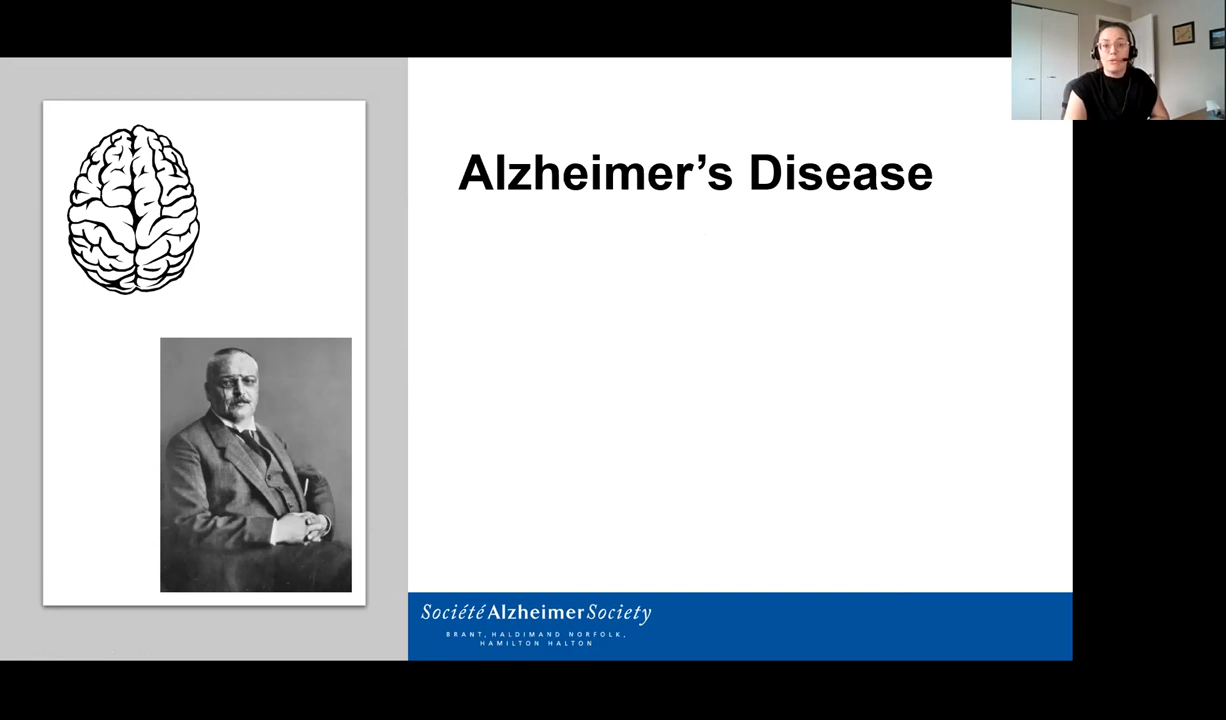 Alzheimer’s Disease
Société Alzheimer Society
BRANT, HALDIMAND NORFOLK,
HAMILTON HALTON